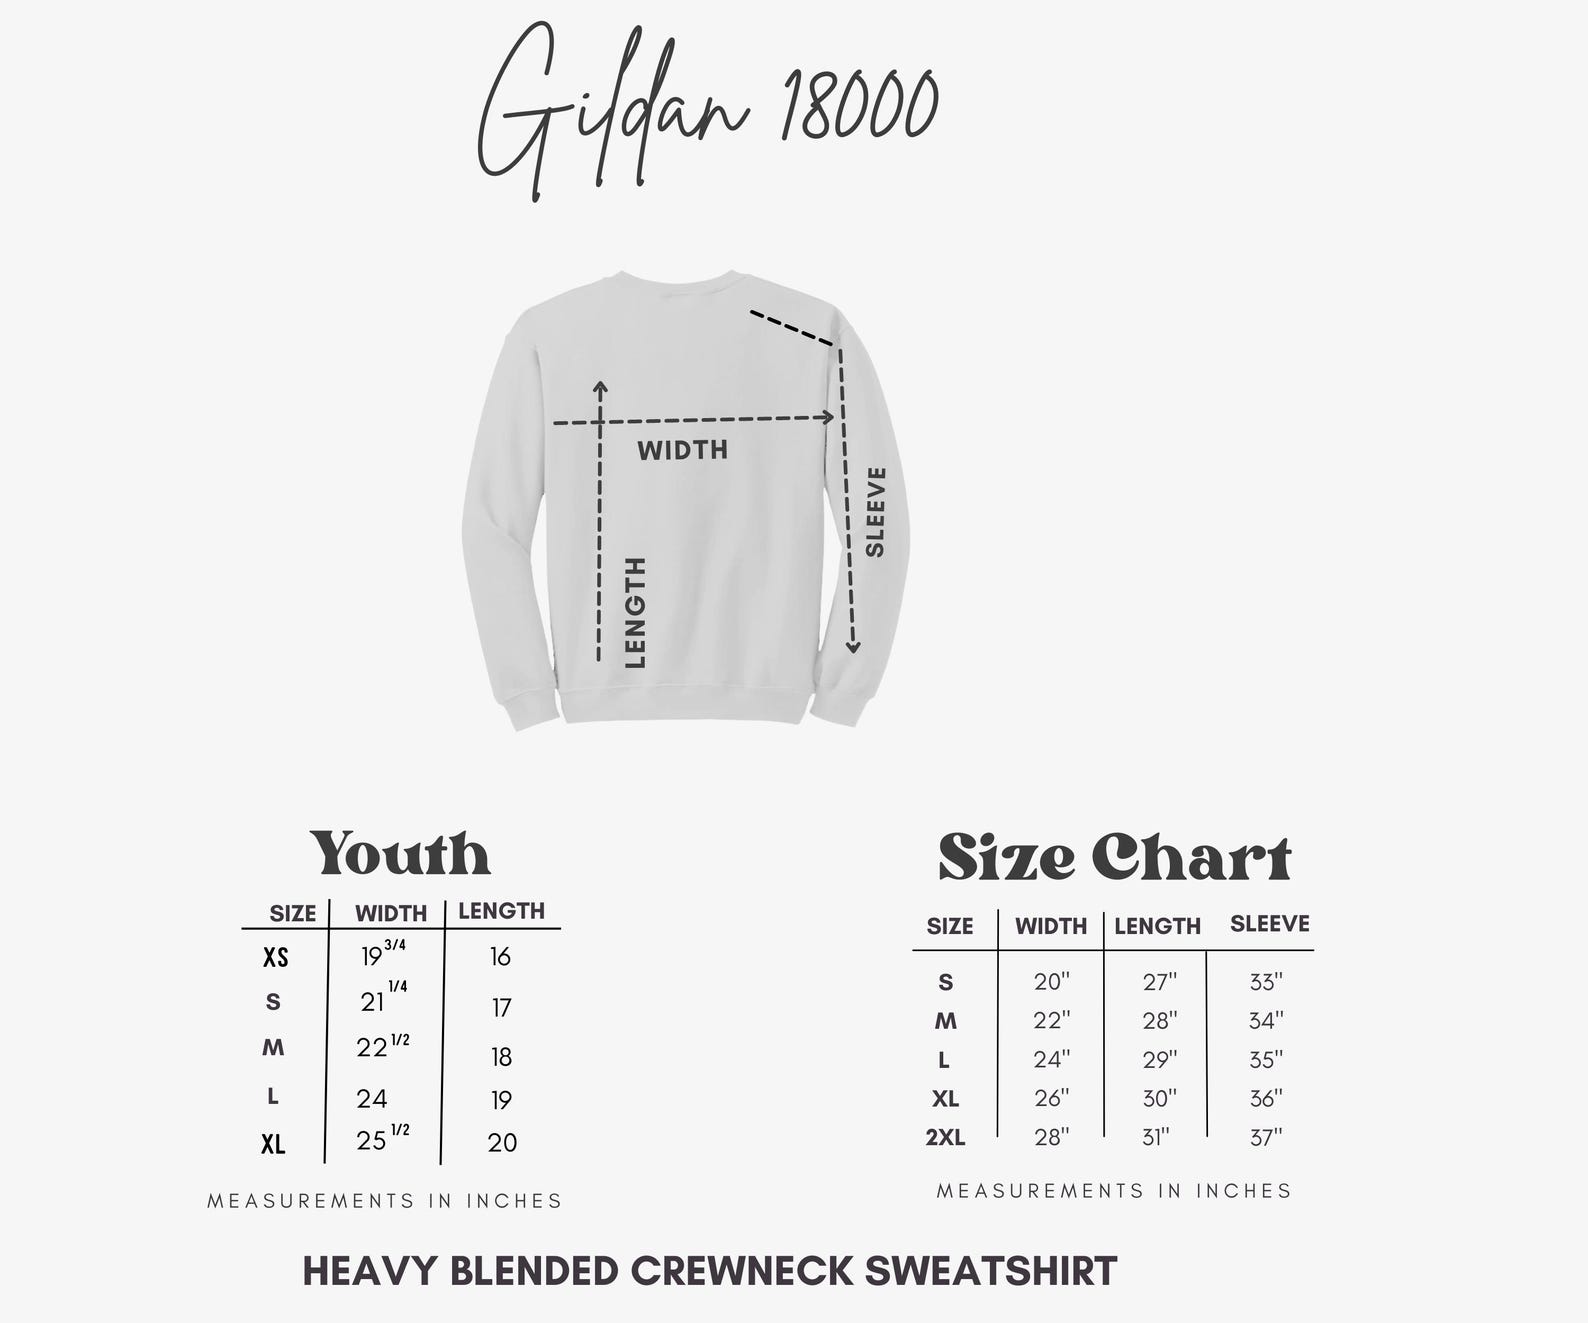 Gildan 18000
WIDTH
LENGTH
SLEEVE
Youth
SIZE WIDTH LENGTH
XS 19 3/4 16
S 21 1/4 17
M 22 1/2 18
L 24 19
XL 25 1/2 20
MEASUREMENTS IN INCHES
Size Chart
SIZE WIDTH LENGTH SLEEVE
S 20" 27" 33"
M 22" 28" 34"
L 24" 29" 35"
XL 26" 30" 36"
2XL 28" 31" 37"
MEASUREMENTS IN INCHES
HEAVY BLENDED CREWNECK SWEATSHIRT